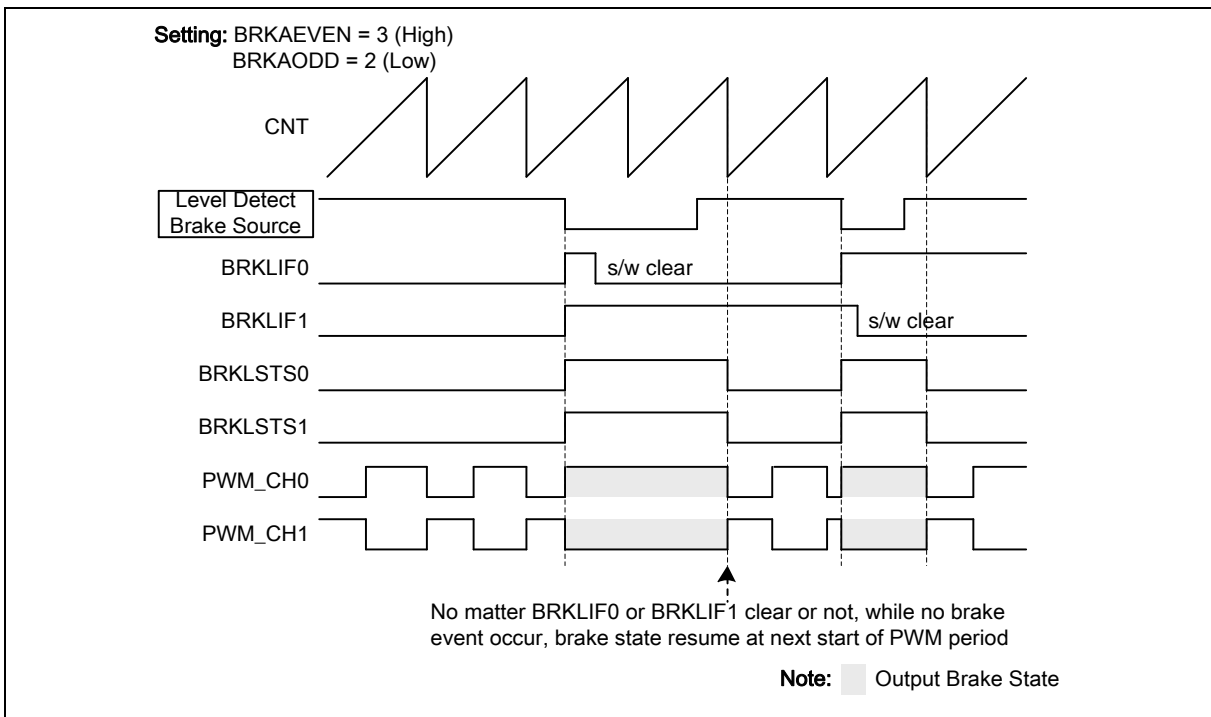 Setting: BRKAEVEN = 3 (High)
BRKAODD = 2 (Low)
CNT
Level Detect
Brake Source
BRKLIF0
s/w clear
BRKLIF1
s/w clear
BRKLSTS0
BRKLSTS1
PWM_CH0
PWM_CH1
No matter BRKLIF0 or BRKLIF1 clear or not, while no brake
event occur, brake state resume at next start of PWM period
Note: Output Brake State